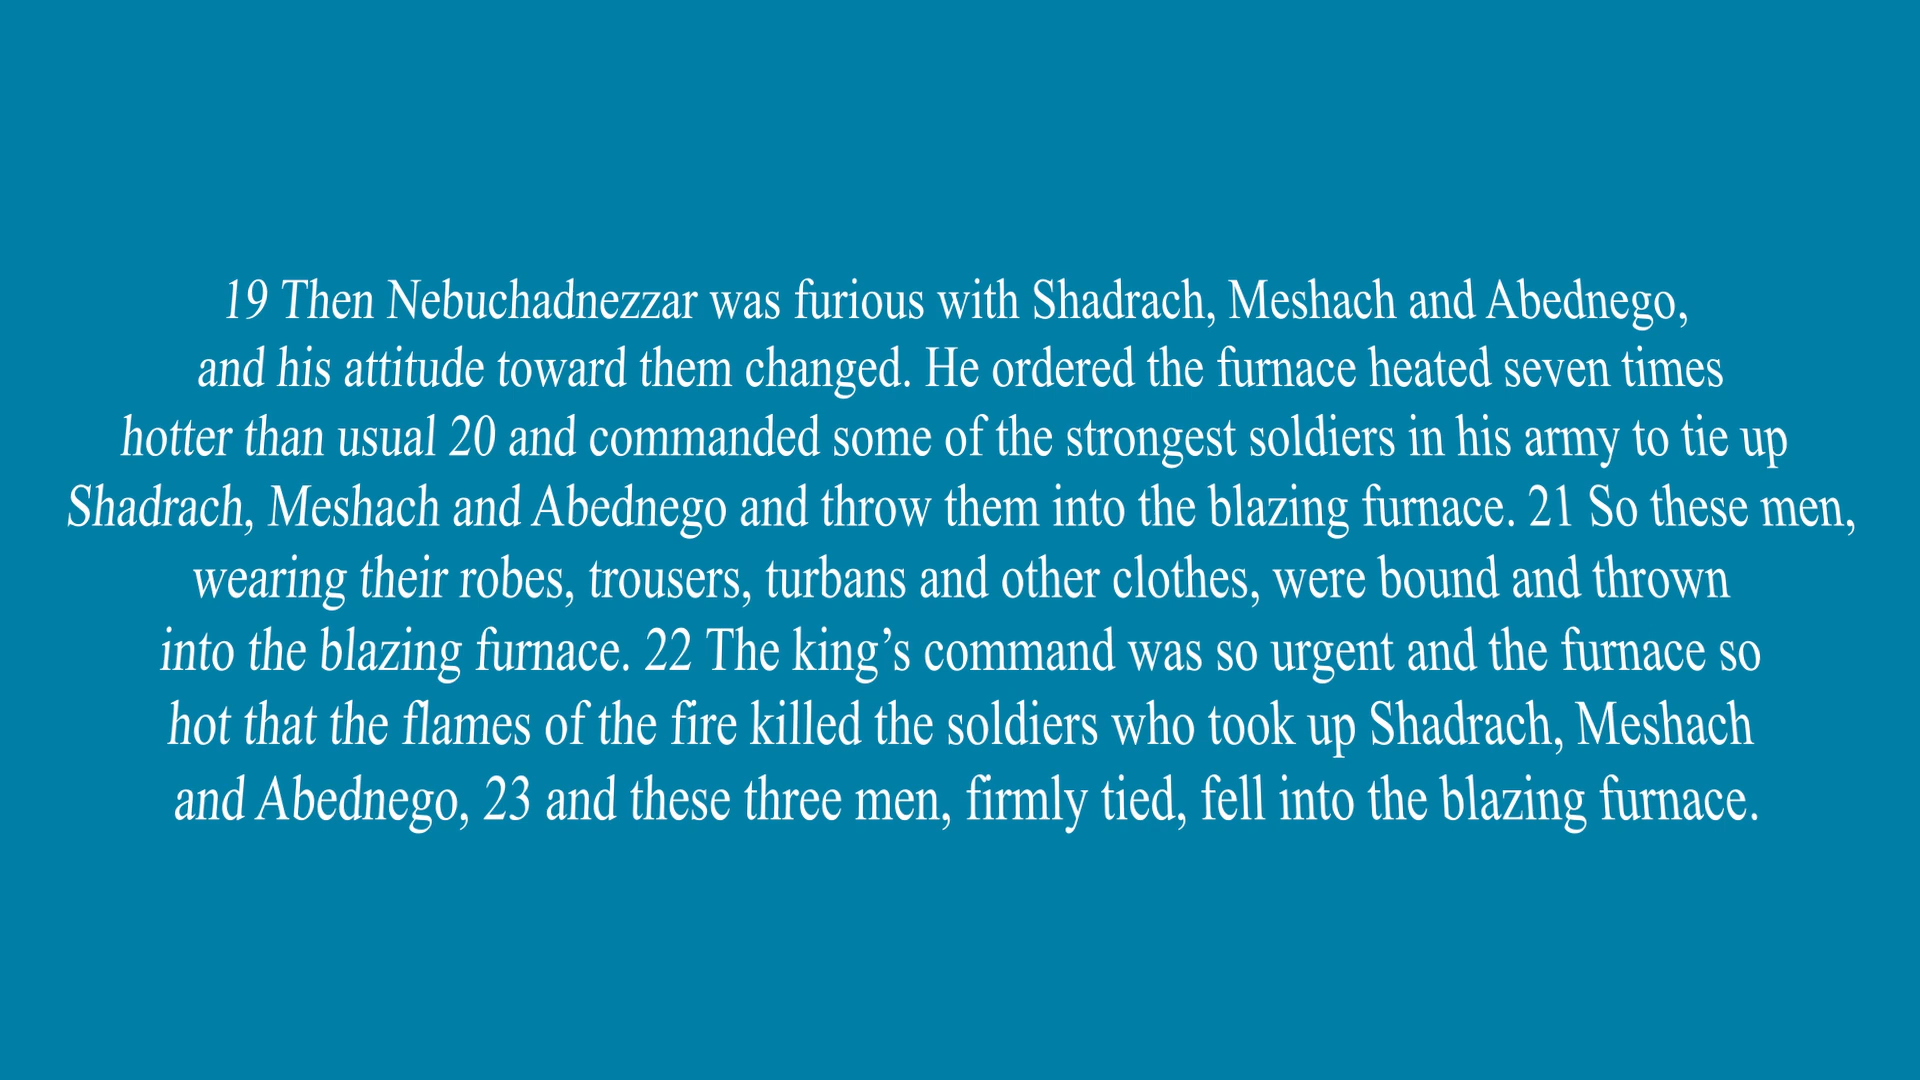 19 Then Nebuchadnezzar was furious with Shadrach, Meshach and Abednego,
and his attitude toward them changed. He ordered the furnace heated seven times
hotter than usual 20 and commanded some of the strongest soldiers in his army to tie up
Shadrach, Meshach and Abednego and throw them into the blazing furnace. 21 So these men,
wearing their robes, trousers, turbans and other clothes, were bound and thrown
into the blazing furnace. 22 The king’s command was so urgent and the furnace so
hot that the flames of the fire killed the soldiers who took up Shadrach, Meshach
and Abednego, 23 and these three men, firmly tied, fell into the blazing furnace.